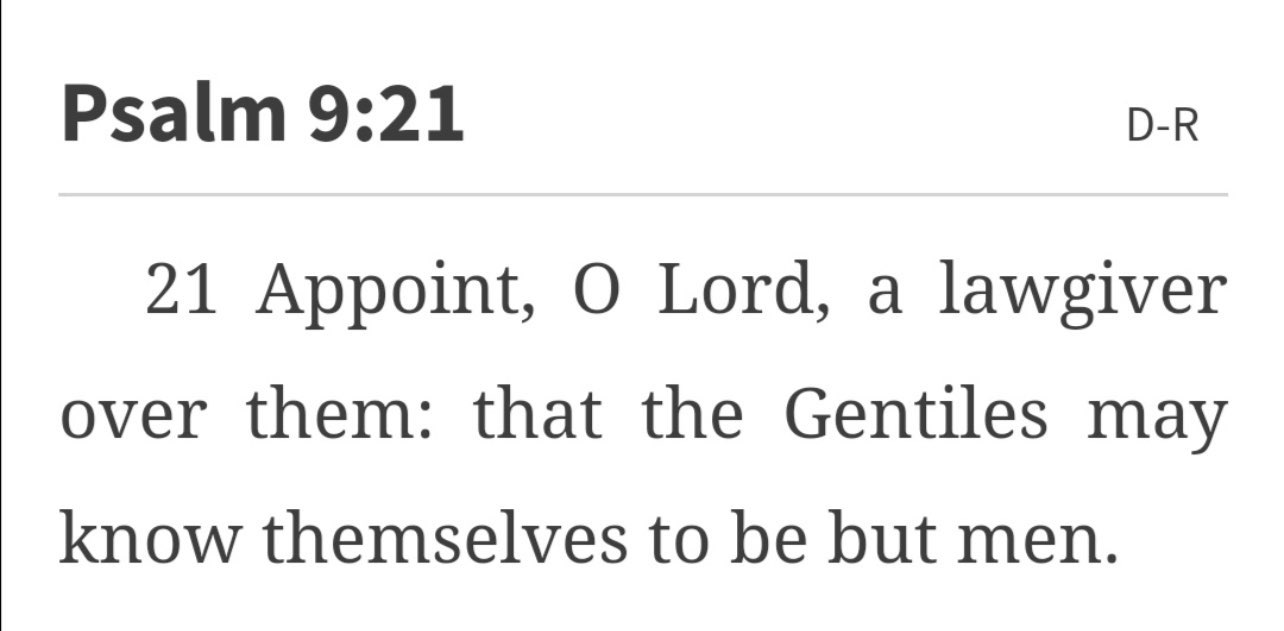 Psalm 9:21 D-R
21 Appoint, O Lord, a lawgiver
over them: that the Gentiles may
know themselves to be but men.